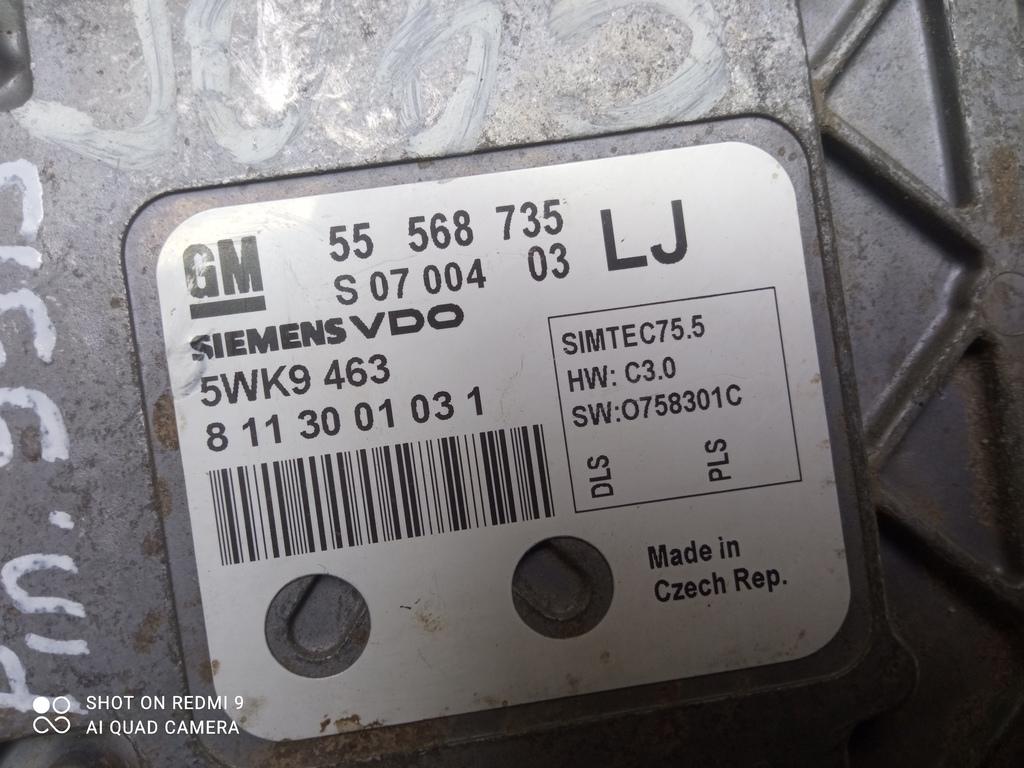 GM
55 568 735
LJ
S 07 004 03
SIEMENS VDO
5WK9 463
8 11 30 01 03 1
SIMTEC75.5
HW: C3.0
SW:O758301C
DLS
PLS
Made in
Czech Rep.
SHOT ON REDMI 9
AI QUAD CAMERA